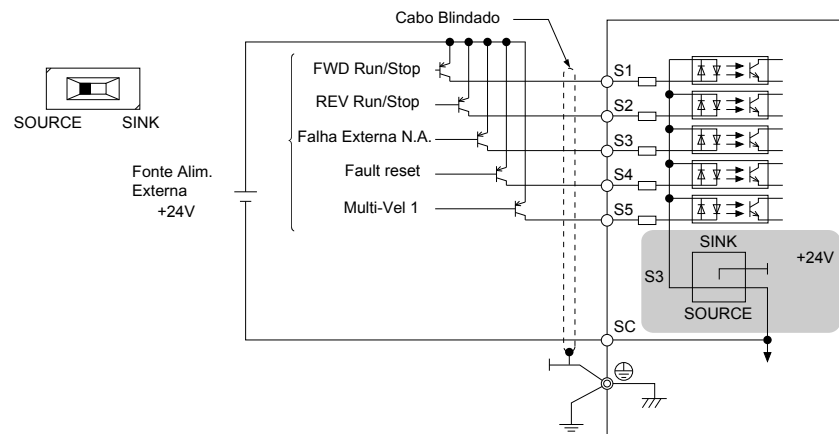 Cabo Blindado
FWD Run/Stop
S1
REV Run/Stop
S2
SOURCE SINK
Falha Externa N.A.
S3
Fonte Alim.
Externa
+24V
Fault reset
S4
Multi-Vel 1
S5
SINK
+24V
S3
SOURCE
SC